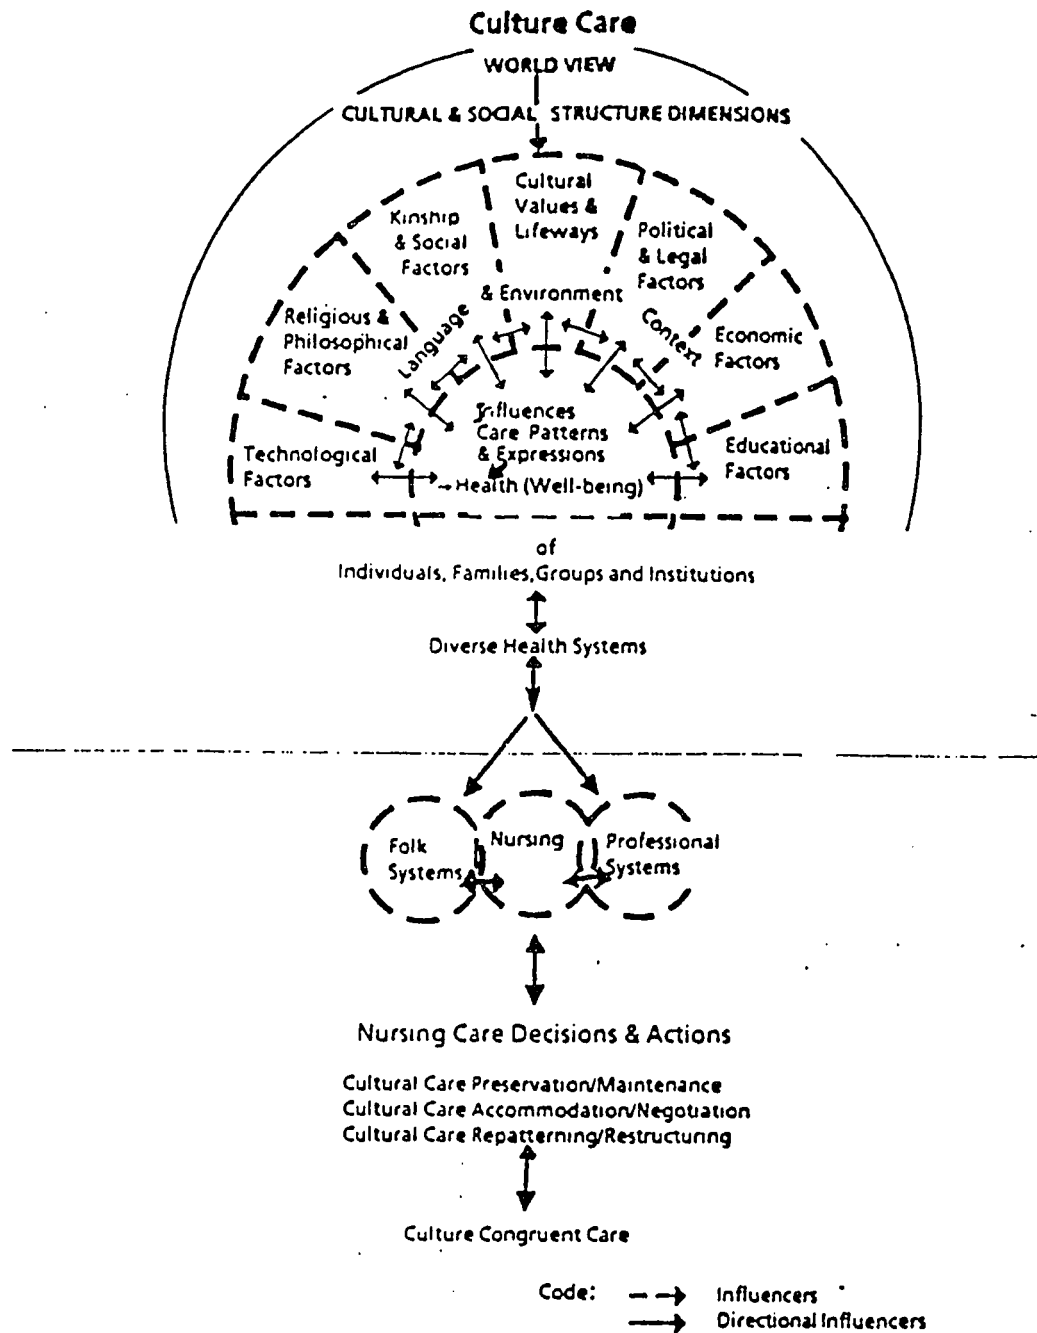 Culture Care
WORLD VIEW
CULTURAL & SOCIAL STRUCTURE DIMENSIONS
Cultural
Values &
Lifeways
Kinship
& Social
Factors
Political
& Legal
Factors
Religious &
Philosophical
Factors
Language
& Environment
Context
Economic
Factors
Technological
Factors
Influences
Care Patterns
& Expressions
Health (Well-being)
Educational
Factors
of
Individuals, Families, Groups and Institutions
Diverse Health Systems
Folk
Systems
Nursing
Professional
Systems
Nursing Care Decisions & Actions
Cultural Care Preservation/Maintenance
Cultural Care Accommodation/Negotiation
Cultural Care Repatterning/Restructuring
Culture Congruent Care
Code:
Influencers
Directional Influencers